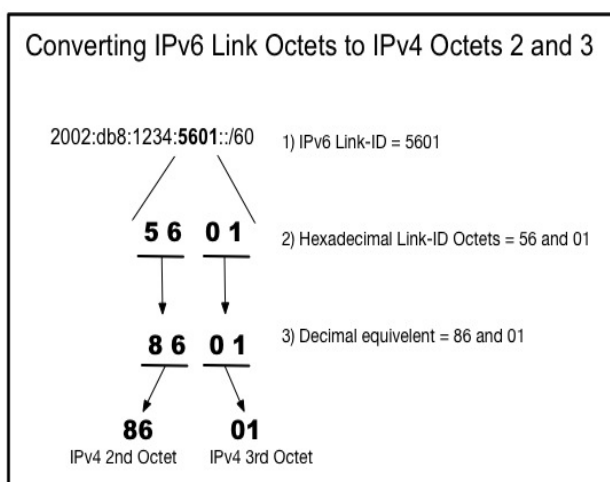 Converting IPv6 Link Octets to IPv4 Octets 2 and 3
2002:db8:1234:5601::/60
1) IPv6 Link-ID = 5601
5 6 0 1
2) Hexadecimal Link-ID Octets = 56 and 01
8 6 0 1
3) Decimal equivelent = 86 and 01
86 01
IPv4 2nd Octet IPv4 3rd Octet